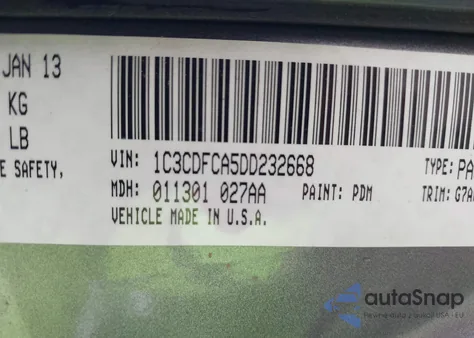 JAN 13
KG
LB
E SAFETY,
VIN: 1C3CDFCA5DD232668 TYPE: PA
MDH: 011301 027AA PAINT: PDM TRIM: G7A
VEHICLE MADE IN U.S.A.
autoSnap